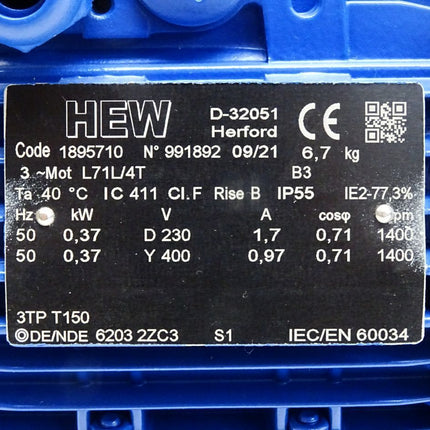 HEW D-32051 CE
Herford
Code 1895710 N° 991892 09/21 6,7 kg
3 ~Mot L71L/4T B3
Ta 40 °C IC 411 Cl.F Rise B IP55 IE2-77,3%
Hz kW V A cosφ rpm
50 0,37 D 230 1,7 0,71 1400
50 0,37 Y 400 0,97 0,71 1400
3TP T150
DE/NDE 6203 2ZC3 S1 IEC/EN 60034